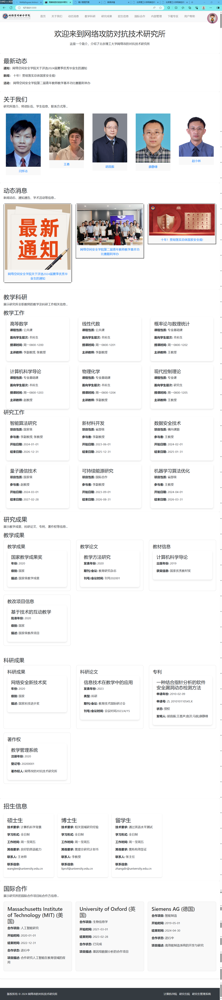 1440 × 860
网络攻防对抗技术研究
简介管理页面
新闻详情
北京理工大学网络空间
北京理工大学网络空间
127.0.0.1:5000
网络空间安全学院
首页 关于我们 动态消息 教学科研 研究成果 招生信息 国际合作 内部管理 下载专区 用户帮助
欢迎来到网络攻防对抗技术研究所
这是一个简介，介绍了北京理工大学网络攻防对抗技术研究所
最新动态
通知：网络空间安全学院关于评选2024届夏季优秀毕业生的通知
新闻： 十年！贯彻落实总体国家安全观!
活动： 网络空间安全学院第二届青年教师教学基本功比赛顺利举办
关于我们
研究所简介、师资队伍、学生信息、联系方式等...
闫怀志
王勇
胡昌振
薛静锋
赵小林
动态消息
新闻动态、通知通告、学术活动等信息...
最新
通知
网络空间安全学院关于评选2024届夏季优秀毕
业生的通知
网络空间安全学院第二届青年教师教学基本功
比赛顺利举办
十年！贯彻落实总体国家安全观!
教学科研
展示研究所全职教师的教学及科研工作相关信息...
教学工作
高等数学
课程性质: 公共课
面向学生层次: 本科生
授课时间: 周一0800-1200
主讲教师: 李副教授, 张教授
线性代数
课程性质: 公共课
面向学生层次: 本科生
授课时间: 周一0800-1201
主讲教师: 李副教授
概率论与数理统计
课程性质: 专业基础课
面向学生层次: 本科生
授课时间: 周一0800-1202
主讲教师: 王教授
计算机科学导论
课程性质: 专业基础课
面向学生层次: 本科生
授课时间: 周一0800-1203
主讲教师: 赵教授
物理化学
课程性质: 专业基础课
面向学生层次: 本科生
授课时间: 周一0800-1204
主讲教师: 李副教授
现代控制理论
课程性质: 专业课
面向学生层次: 研究生
授课时间: 周一0800-1205
主讲教师: 王教授
研究工作
智能算法研究
项目性质: 国家级
参与者: 李副教授, 张教授
开始日期: 2024-01-01
结束日期: 2026-12-31
新材料开发
项目性质: 省部级
参与者: 李副教授
开始日期: 2023-06-01
结束日期: 2025-12-31
数据安全技术
项目性质: 横向课题
参与者: 王教授
开始日期: 2024-02-01
结束日期: 2025-01-31
量子通信技术
项目性质: 国家级
参与者: 赵教授
开始日期: 2024-03-01
结束日期: 2027-02-28
可持续能源研究
项目性质: 国际合作
参与者: 李副教授
开始日期: 2023-09-01
结束日期: 2026-08-31
机器学习算法优化
项目性质: 省部级
参与者: 王教授
开始日期: 2024-04-01
结束日期: 2026-03-31
研究成果
展示教学成果、科研论文、专利、著作权等信息...
教学成果
教学成果
国家教学成果奖
年份: 2020
级别: 国家
描述: 国家级教学成果
教学论文
教学方法研究
发表年份: 2020
期刊/会议: 教育研究杂志
刊号/会议时间: 刊号202001
教材信息
计算机科学导论
出版年份: 2019
获奖信息: 国家优秀教材奖
教改项目信息
基于技术的互动教学
批准年份: 2020
级别: 国家
描述: 国家级教改项目
科研成果
科研成果
网络安全新技术奖
年份: 2020
级别: 国家
描述: 国家科技进步奖
科研论文
信息技术在教学中的应用
发表年份: 2023
类型: 科研
期刊/会议: 教育技术国际研讨会
刊号/会议时间: 会议时间2023/4/15
专利
一种结合指针分析的软件
安全漏洞动态检测方法
申请年份: 2010-02-09
申请号: ZL 201010110545.X
状态: 授权
发明人: 胡昌振;王崑声;曲洋;马锐;薛静锋
著作权
教学管理系统
注册年份: 2020
登记号: 20200001
著作权人: 网络攻防对抗技术研究所
招生信息
硕士生
技术要求: 计算机科学背景
学习形式: 全日制
工作时间: 周一至周五
其他要求: 良好的英语能力
联系人: 王老师
联系信息:
wanglee@university.edu.cn
博士生
技术要求: 相关领域研究经验
学习形式: 全日制
工作时间: 周一至周五
其他要求: 需提交研究计划书
联系人: 李教授
联系信息:
liprof@university.edu.cn
留学生
技术要求: 通过英语水平测试
学习形式: 全日制
工作时间: 周一至周五
其他要求: 需有有效签证
联系人: 张主任
联系信息:
zhangdir@university.edu.cn
国际合作
展示研究所的国际合作项目和合作方信息...
Massachusetts Institute
of Technology (MIT) (美
国)
合作项目: 人工智能研究
开始时间: 2020-01-01
结束时间: 2022-12-31
合作状态: 进行中
项目描述: 合作研究人工智能在教育领域的应
用
University of Oxford (英
国)
合作项目: 生物信息学
开始时间: 2021-03-01
结束时间: 2023-02-28
合作状态: 已完成
项目描述: 基因组数据分析的合作项目
Siemens AG (德国)
合作项目: 智能制造
开始时间: 2019-05-01
结束时间: 2024-04-30
合作状态: 进行中
项目描述: 高效能制造系统的开发与研究
版权所有 © 2024 网络攻防对抗技术研究所
计算机学院 研究生院 研究生管理系统